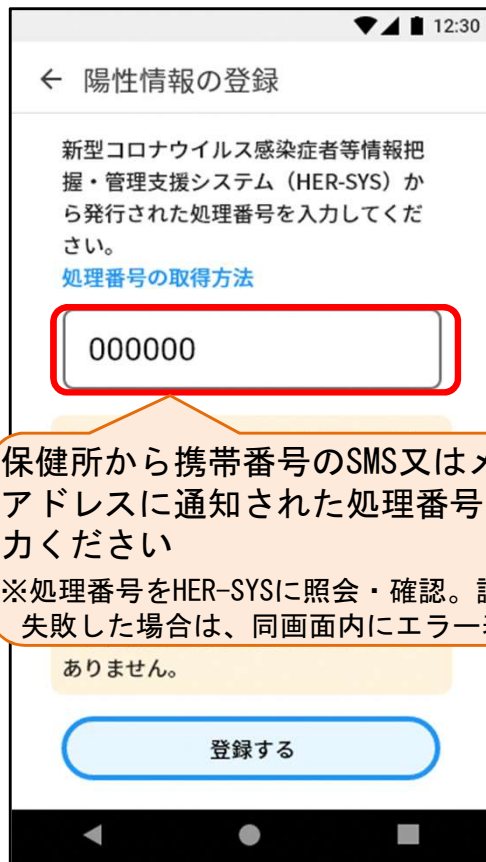 12:30
← 陽性情報の登録
新型コロナウイルス感染症者等情報把
握・管理支援システム（HER-SYS）か
ら発行された処理番号を入力してくだ
さい。
処理番号の取得方法
000000
保健所から携帯番号のSMS又はメ
アドレスに通知された処理番号
力ください
※処理番号をHER-SYSに照会・確認。
失敗した場合は、同画面内にエラー
ありません。
登録する